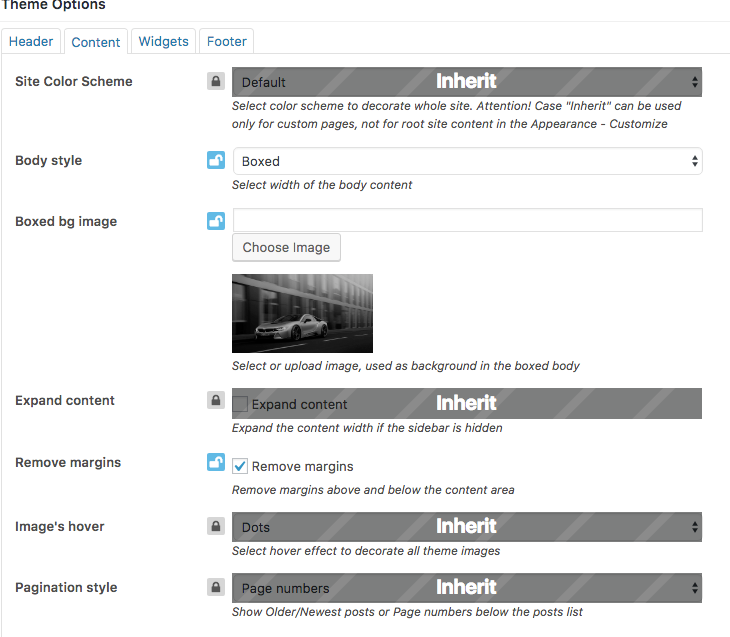 Theme Options
Header Content Widgets Footer
Site Color Scheme Default Inherit
Select color scheme to decorate whole site. Attention! Case "Inherit" can be used
only for custom pages, not for root site content in the Appearance - Customize
Body style Boxed
Select width of the body content
Boxed bg image
Choose Image
Select or upload image, used as background in the boxed body
Expand content Expand content Inherit
Expand the content width if the sidebar is hidden
Remove margins Remove margins
Remove margins above and below the content area
Image's hover Dots Inherit
Select hover effect to decorate all theme images
Pagination style Page numbers Inherit
Show Older/Newest posts or Page numbers below the posts list